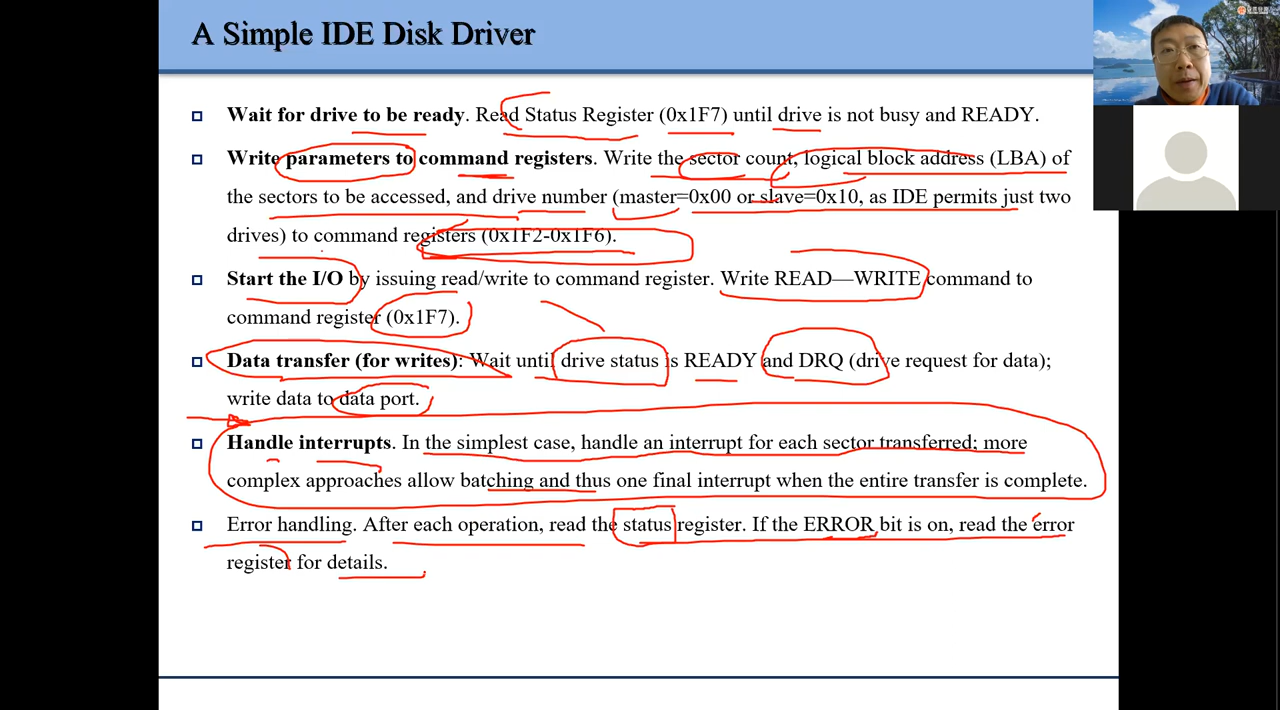 A Simple IDE Disk Driver
Wait for drive to be ready. Read Status Register (0x1F7) until drive is not busy and READY.
Write parameters to command registers. Write the sector count, logical block address (LBA) of
the sectors to be accessed, and drive number (master=0x00 or slave=0x10, as IDE permits just two
drives) to command registers (0x1F2-0x1F6).
Start the I/O by issuing read/write to command register. Write READ—WRITE command to
command register (0x1F7).
Data transfer (for writes): Wait until drive status is READY and DRQ (drive request for data);
write data to data port.
Handle interrupts. In the simplest case, handle an interrupt for each sector transferred; more
complex approaches allow batching and thus one final interrupt when the entire transfer is complete.
Error handling. After each operation, read the status register. If the ERROR bit is on, read the error
register for details.